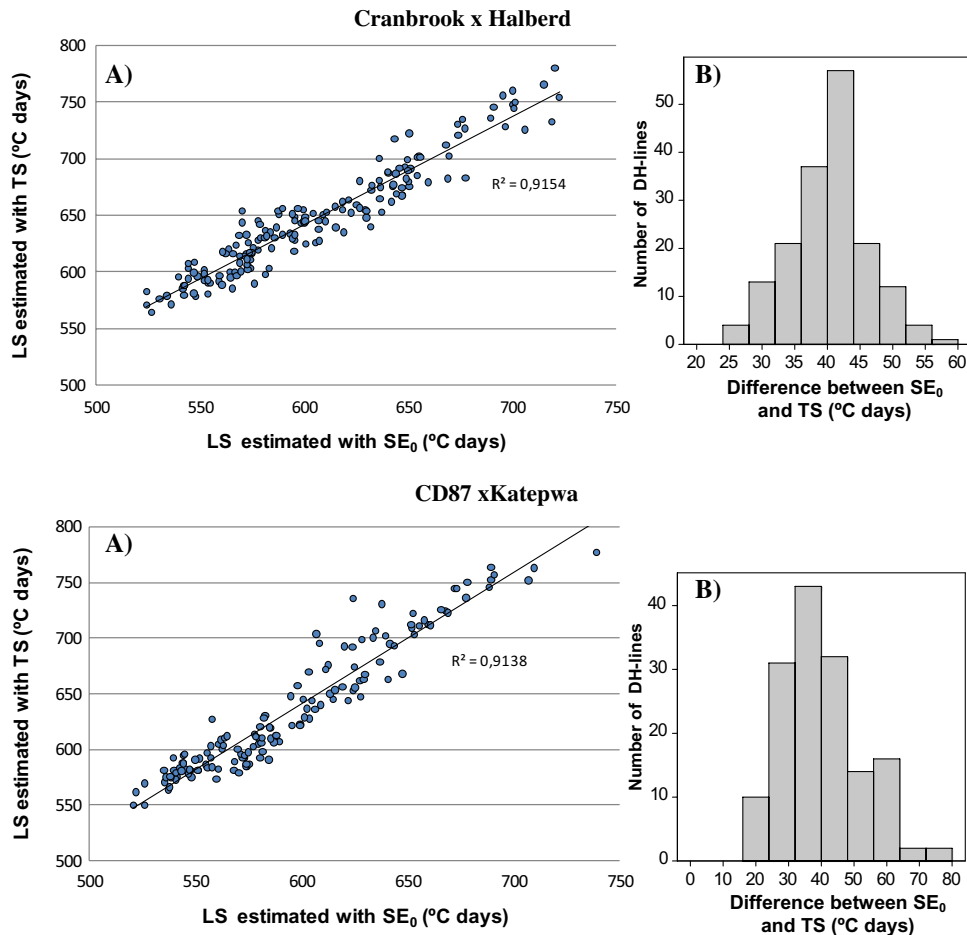 Cranbrook x Halberd
A)
LS estimated with TS (ºC days)
800
750
700
650
600
550
500
R² = 0,9154
500 550 600 650 700 750
LS estimated with SE₀ (ºC days)
B)
Number of DH-lines
50
40
30
20
10
0
20 25 30 35 40 45 50 55 60
Difference between SE₀
and TS (ºC days)
CD87 xKatepwa
A)
LS estimated with TS (ºC days)
800
750
700
650
600
550
500
R² = 0,9138
500 550 600 650 700 750
LS estimated with SE₀ (ºC days)
B)
Number of DH-lines
40
30
20
10
0
0 10 20 30 40 50 60 70 80
Difference between SE₀
and TS (ºC days)